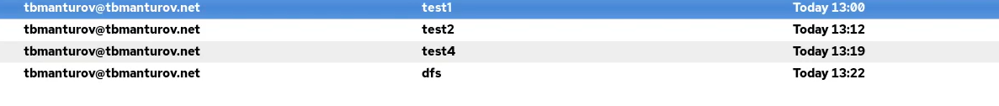 tbmanturov@tbmanturov.net test1 Today 13:00
tbmanturov@tbmanturov.net test2 Today 13:12
tbmanturov@tbmanturov.net test4 Today 13:19
tbmanturov@tbmanturov.net dfs Today 13:22